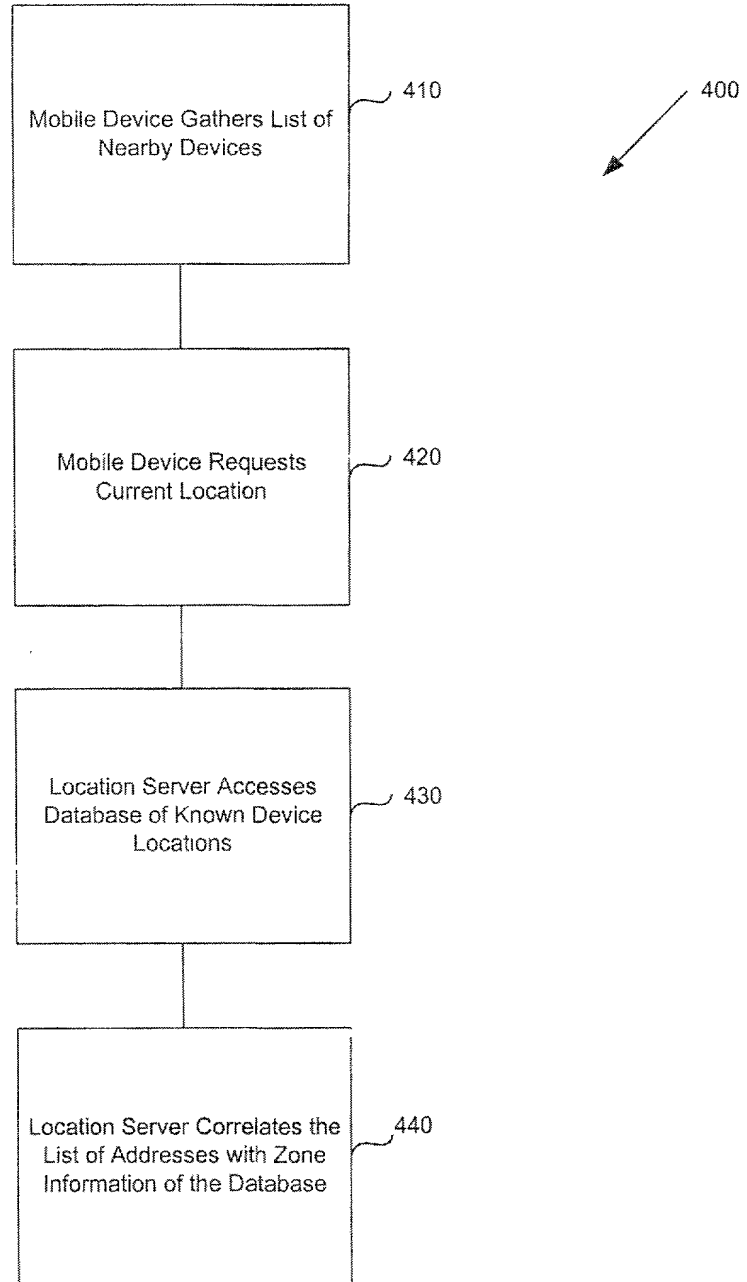 Mobile Device Gathers List of
Nearby Devices
410
400
Mobile Device Requests
Current Location
420
Location Server Accesses
Database of Known Device
Locations
430
Location Server Correlates the
List of Addresses with Zone
Information of the Database
440